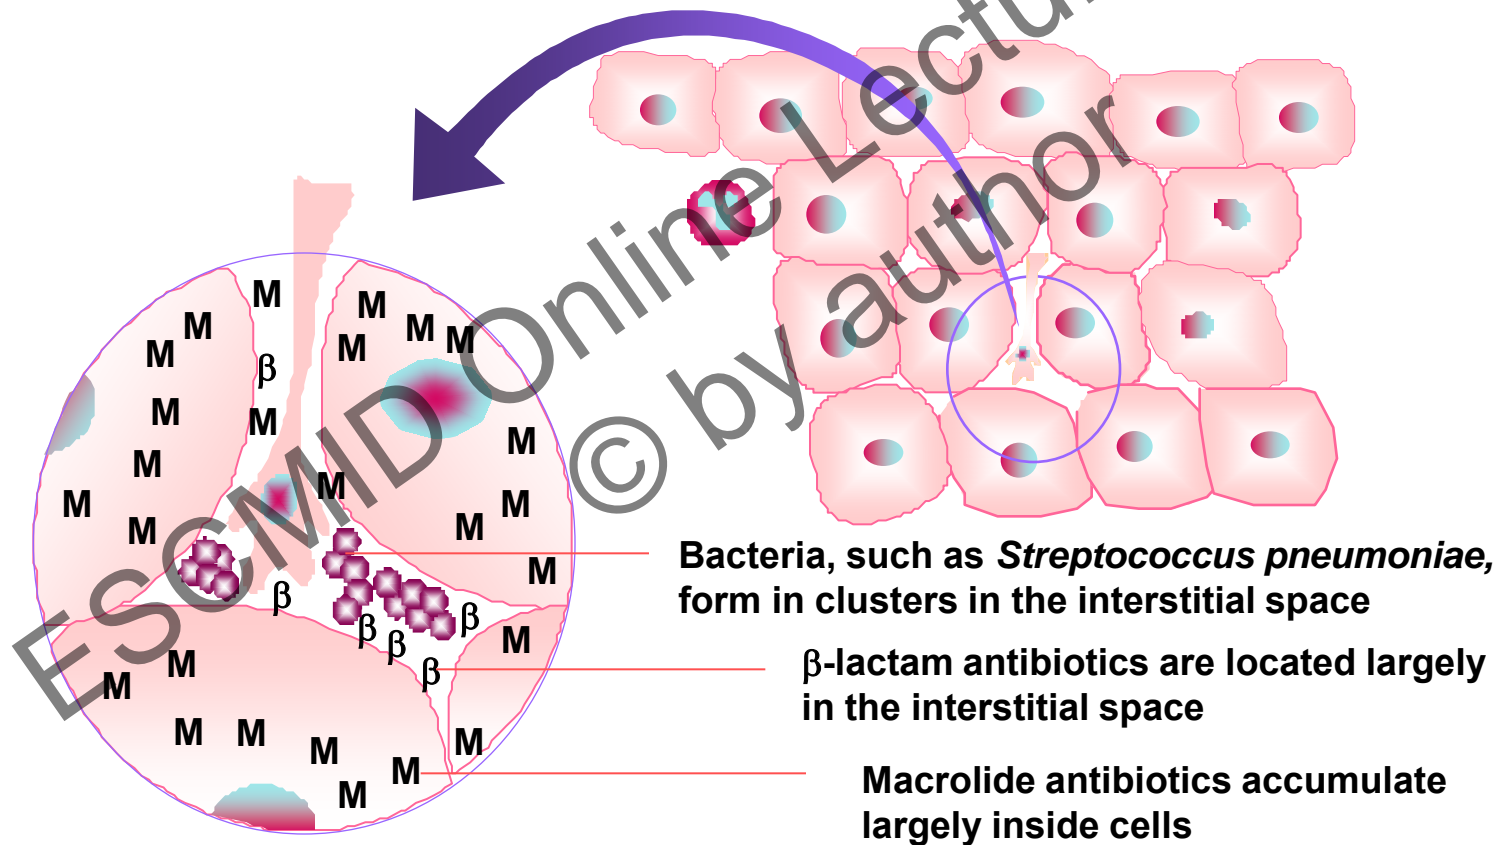 ESCMID Online
© by author
M
M
M
M
M
M
M
β
M
M
M
M
M
M
M
M
M
M
β
β
β
β
β
M
M
M
M
M
M
M
M
M
Bacteria, such as Streptococcus pneumoniae,
form in clusters in the interstitial space
β-lactam antibiotics are located largely
in the interstitial space
Macrolide antibiotics accumulate
largely inside cells